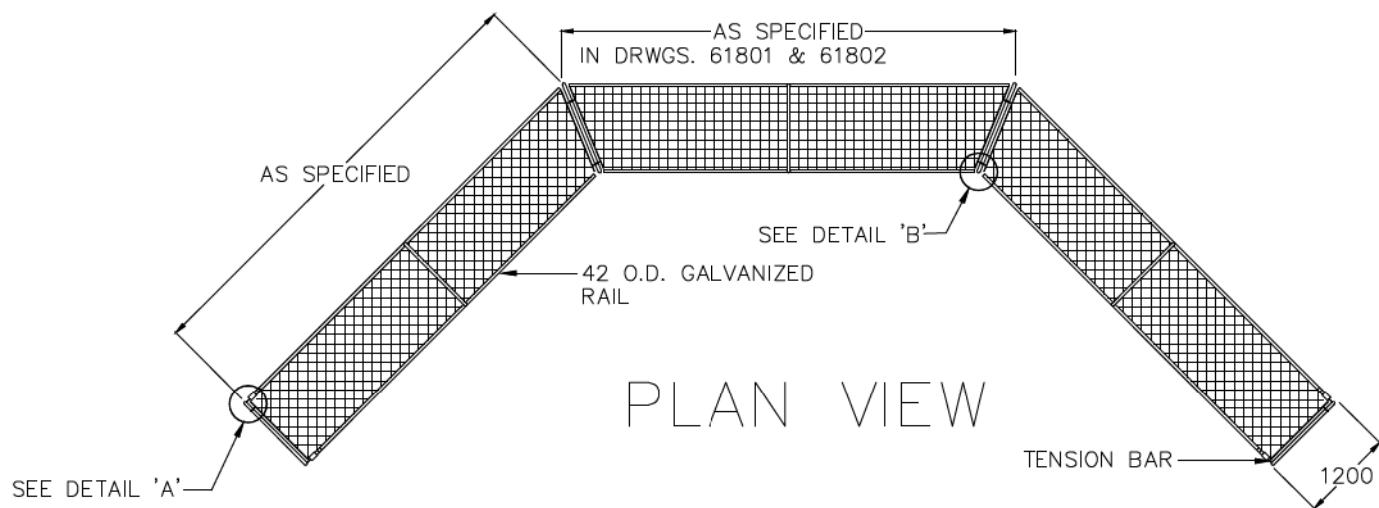 AS SPECIFIED
IN DRWGS. 61801 & 61802
AS SPECIFIED
SEE DETAIL 'B'
42 O.D. GALVANIZED
RAIL
PLAN VIEW
TENSION BAR
1200
SEE DETAIL 'A'